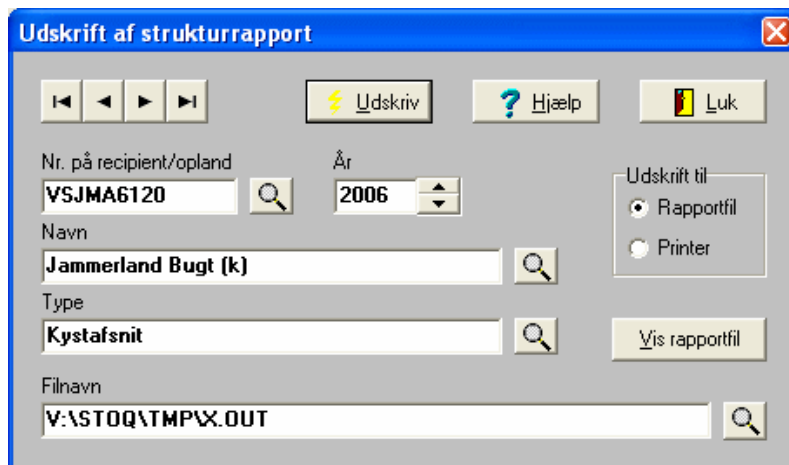 Udskrift af strukturrapport
Udskriv
Hjælp
Luk
Nr. på recipient/opland
År
Udskrift til
VSJMA6120
2006
Rapportfil
Navn
Printer
Jammerland Bugt (k)
Type
Kystafsnit
Vis rapportfil
Filnavn
V:\STOQ\TMP\X.OUT